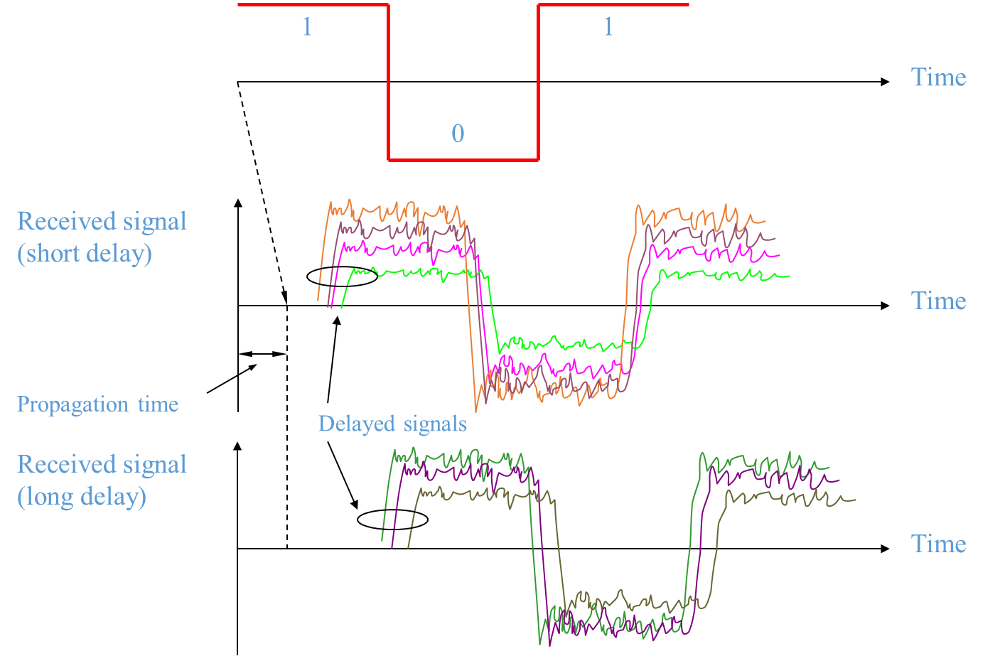 1
1
Time
0
Received signal
(short delay)
Time
Propagation time
Delayed signals
Received signal
(long delay)
Time